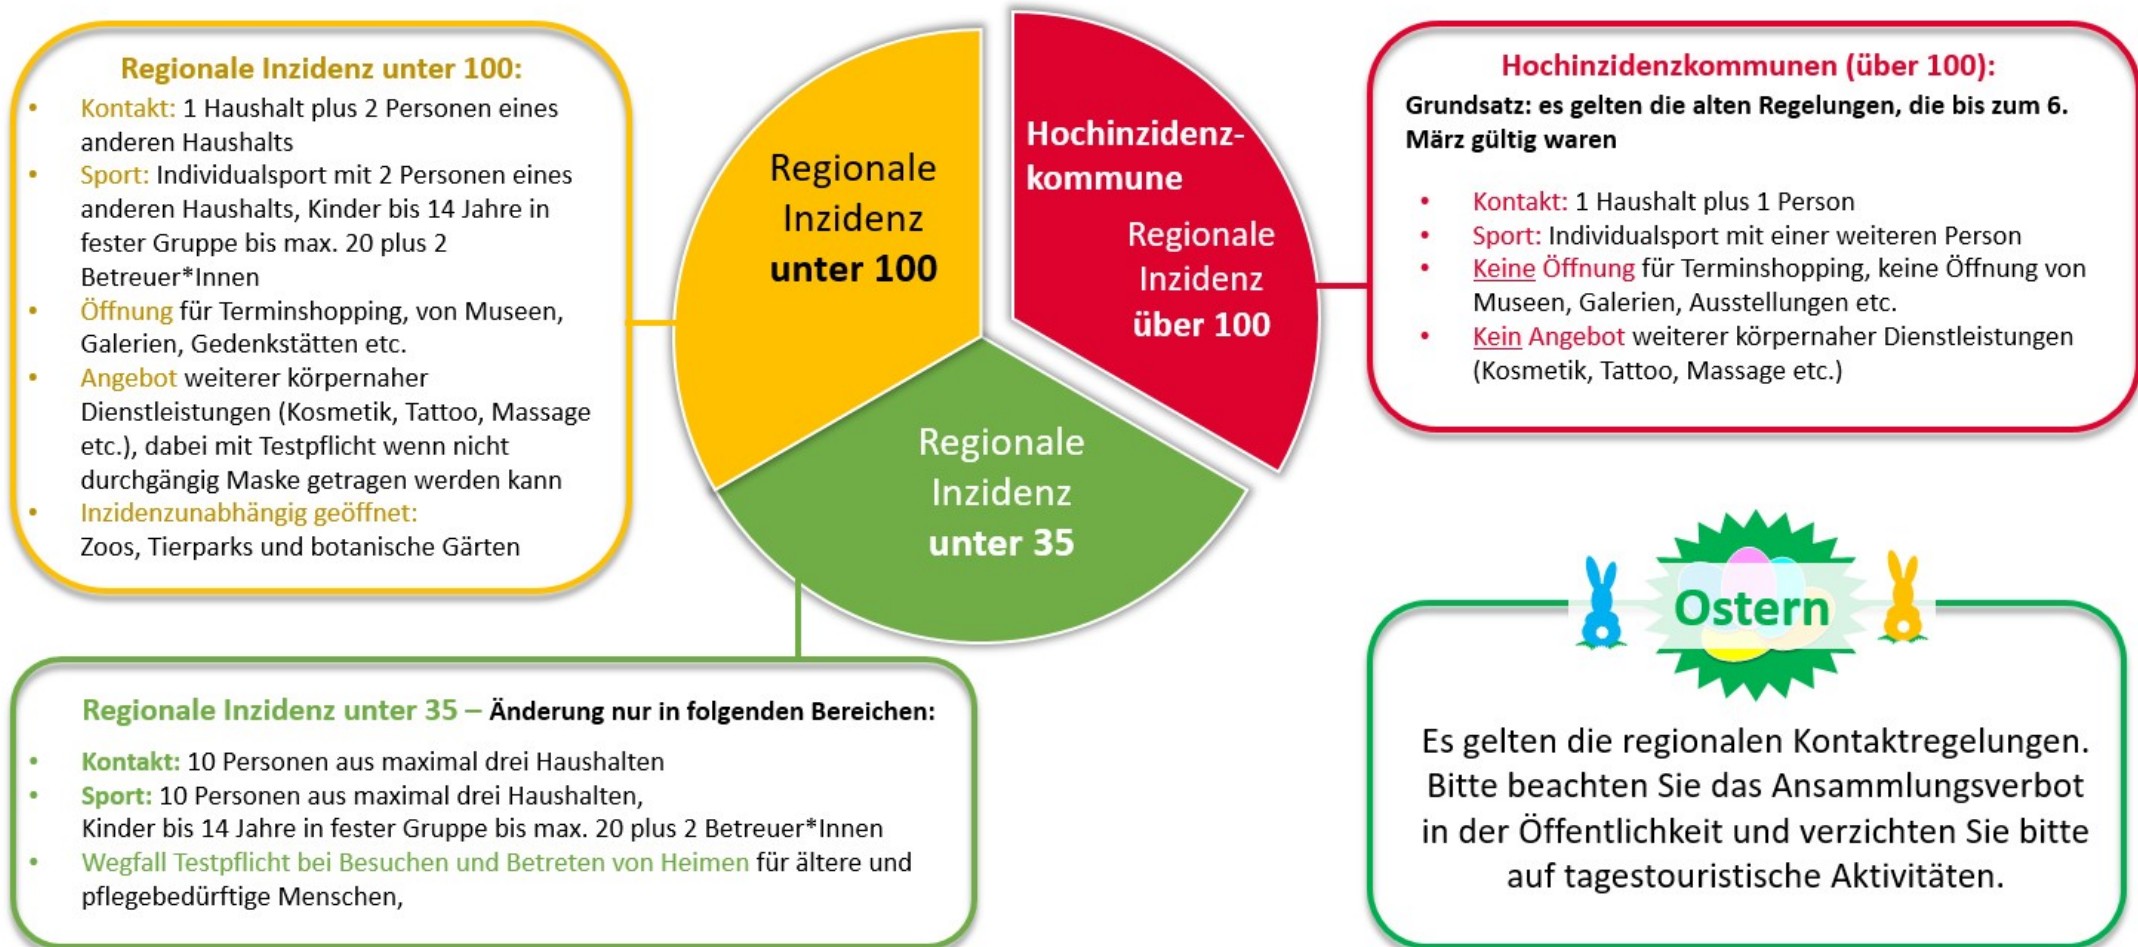 Regionale Inzidenz unter 100:
• Kontakt: 1 Haushalt plus 2 Personen eines
anderen Haushalts
• Sport: Individualsport mit 2 Personen eines
anderen Haushalts, Kinder bis 14 Jahre in
fester Gruppe bis max. 20 plus 2
Betreuer*Innen
• Öffnung für Terminshopping, von Museen,
Galerien, Gedenkstätten etc.
• Angebot weiterer körpernaher
Dienstleistungen (Kosmetik, Tattoo, Massage
etc.), dabei mit Testpflicht wenn nicht
durchgängig Maske getragen werden kann
• Inzidenzunabhängig geöffnet:
Zoos, Tierparks und botanische Gärten
Regionale
Inzidenz
unter 100
Hochinzidenz-
kommune
Regionale
Inzidenz
über 100
Regionale
Inzidenz
unter 35
Hochinzidenzkommunen (über 100):
Grundsatz: es gelten die alten Regelungen, die bis zum 6.
März gültig waren
• Kontakt: 1 Haushalt plus 1 Person
• Sport: Individualsport mit einer weiteren Person
• Keine Öffnung für Terminshopping, keine Öffnung von
Museen, Galerien, Ausstellungen etc.
• Kein Angebot weiterer körpernaher Dienstleistungen
(Kosmetik, Tattoo, Massage etc.)
Regionale Inzidenz unter 35 – Änderung nur in folgenden Bereichen:
• Kontakt: 10 Personen aus maximal drei Haushalten
• Sport: 10 Personen aus maximal drei Haushalten,
Kinder bis 14 Jahre in fester Gruppe bis max. 20 plus 2 Betreuer*Innen
• Wegfall Testpflicht bei Besuchen und Betreten von Heimen für ältere und
pflegebedürftige Menschen,
Ostern
Es gelten die regionalen Kontaktregelungen.
Bitte beachten Sie das Ansammlungsverbot
in der Öffentlichkeit und verzichten Sie bitte
auf tagestouristische Aktivitäten.